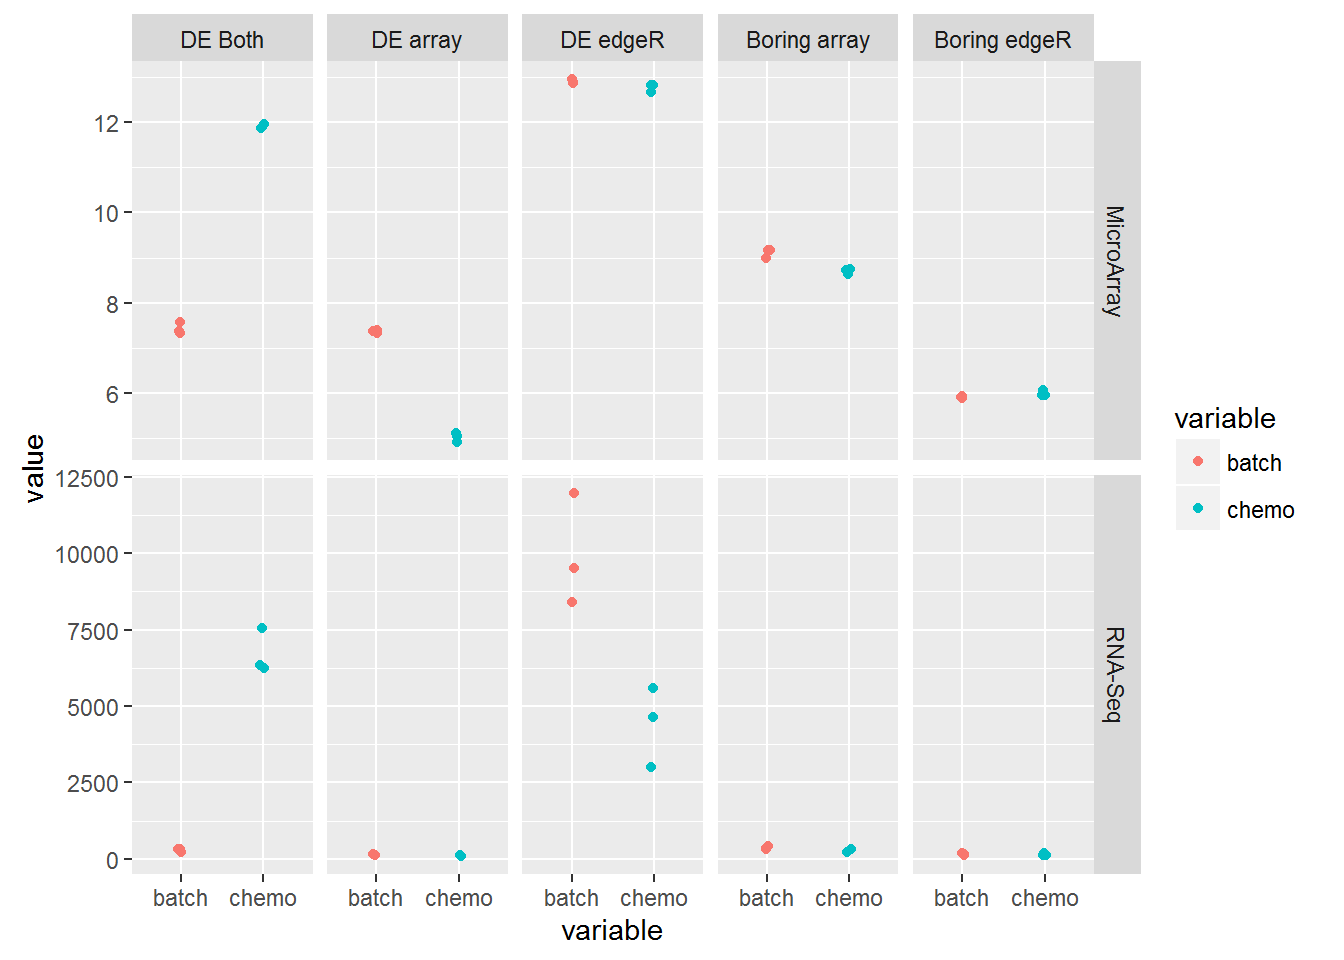 DE Both DE array DE edgeR Boring array Boring edgeR
12
10
8
6
MicroArray
value
12500
10000
7500
5000
2500
0
RNA-Seq
batch chemo batch chemo batch chemo batch chemo batch chemo
variable
variable
batch
chemo